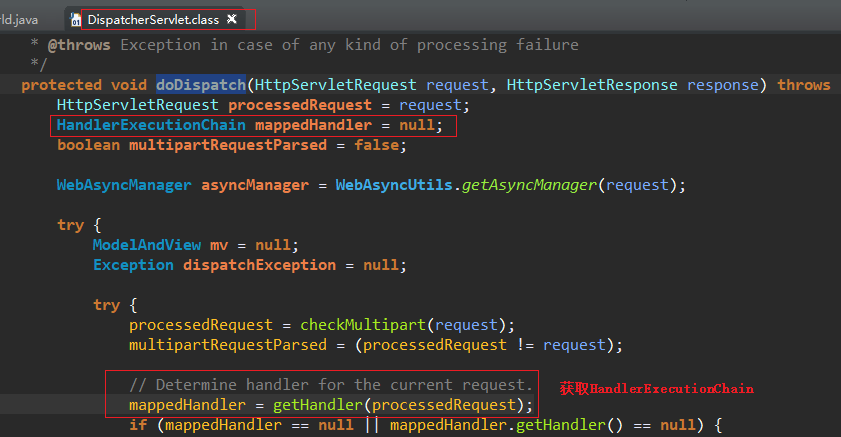 ld.java
DispatcherServlet.class
* @throws Exception in case of any kind of processing failure
*/
protected void doDispatch(HttpServletRequest request, HttpServletResponse response) throws
HttpServletRequest processedRequest = request;
HandlerExecutionChain mappedHandler = null;
boolean multipartRequestParsed = false;
WebAsyncManager asyncManager = WebAsyncUtils.getAsyncManager(request);
try {
ModelAndView mv = null;
Exception dispatchException = null;
try {
processedRequest = checkMultipart(request);
multipartRequestParsed = (processedRequest != request);
// Determine handler for the current request.
获取HandlerExecutionChain
mappedHandler = getHandler(processedRequest);
if (mappedHandler == null || mappedHandler.getHandler() == null) {